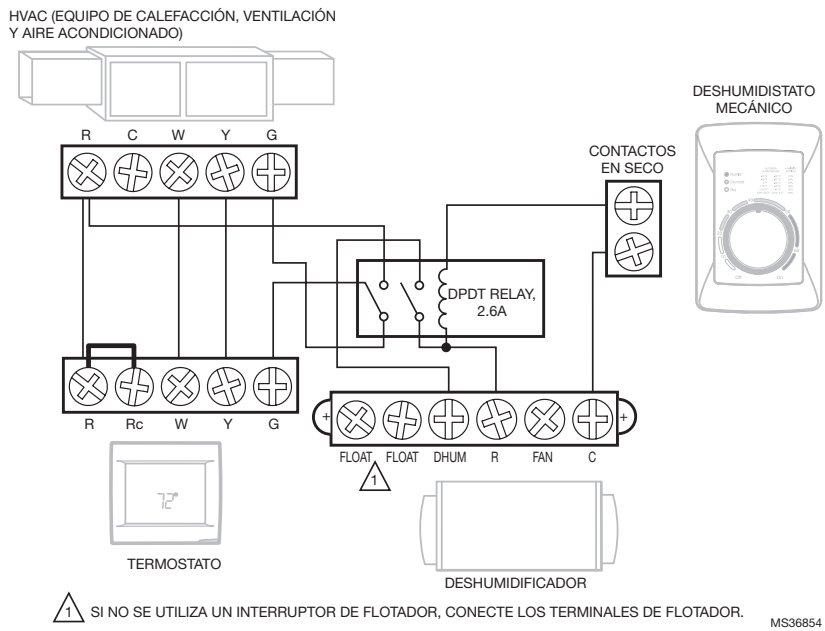 HVAC (EQUIPO DE CALEFACCIÓN, VENTILACIÓN
Y AIRE ACONDICIONADO)
R C W Y G
CONTACTOS
EN SECO
DESHUMIDISTATO
MECÁNICO
DPDT RELAY,
2.6A
R Rc W Y G
+ +
FLOAT FLOAT DHUM R FAN C
1
72°
TERMOSTATO
DESHUMIDIFICADOR
1 SI NO SE UTILIZA UN INTERRUPTOR DE FLOTADOR, CONECTE LOS TERMINALES DE FLOTADOR.
MS36854